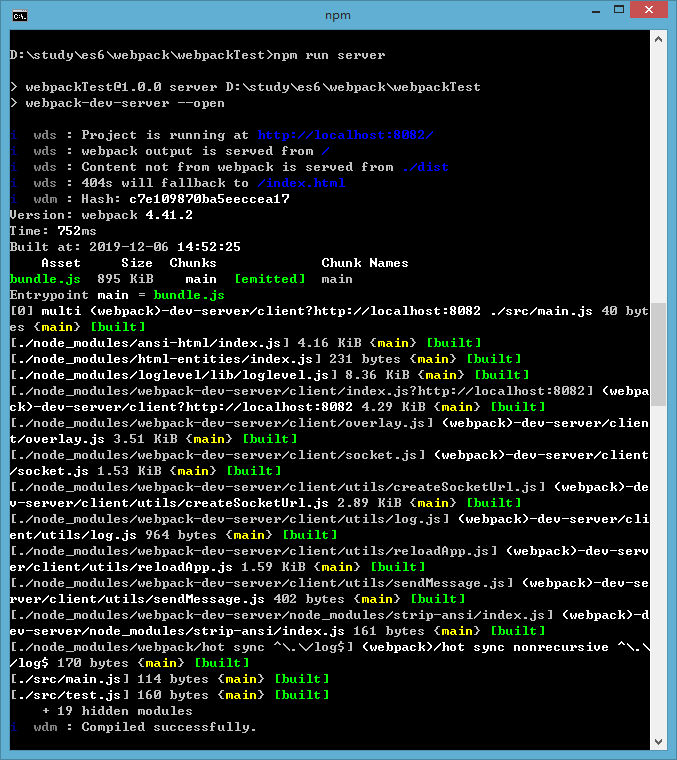 npm
D:\study\es6\webpack\webpackTest>npm run server
> webpackTest@1.0.0 server D:\study\es6\webpack\webpackTest
> webpack-dev-server --open
i wds : Project is running at http://localhost:8082/
i wds : webpack output is served from /
i wds : Content not from webpack is served from ./dist
i wds : 404s will fallback to /index.html
i wdm : Hash: c7e109870ba5eeccea17
Version: webpack 4.41.2
Time: 752ms
Built at: 2019-12-06 14:52:25
Asset Size Chunks Chunk Names
bundle.js 895 KiB main [emitted] main
Entrypoint main = bundle.js
[0] multi (webpack)-dev-server/client?http://localhost:8082 ./src/main.js 40 byt
es {main} [built]
[./node_modules/ansi-html/index.js] 4.16 KiB {main} [built]
[./node_modules/html-entities/index.js] 231 bytes {main} [built]
[./node_modules/loglevel/lib/loglevel.js] 8.36 KiB {main} [built]
[./node_modules/webpack-dev-server/client/index.js?http://localhost:8082] (webpa
ck)-dev-server/client?http://localhost:8082 4.29 KiB {main} [built]
[./node_modules/webpack-dev-server/client/overlay.js] (webpack)-dev-server/clien
t/overlay.js 3.51 KiB {main} [built]
[./node_modules/webpack-dev-server/client/socket.js] (webpack)-dev-server/client
/socket.js 1.53 KiB {main} [built]
[./node_modules/webpack-dev-server/client/utils/createSocketUrl.js] (webpack)-de
v-server/client/utils/createSocketUrl.js 2.89 KiB {main} [built]
[./node_modules/webpack-dev-server/client/utils/log.js] (webpack)-dev-server/cli
ent/utils/log.js 964 bytes {main} [built]
[./node_modules/webpack-dev-server/client/utils/reloadApp.js] (webpack)-dev-serv
er/client/utils/reloadApp.js 1.59 KiB {main} [built]
[./node_modules/webpack-dev-server/client/utils/sendMessage.js] (webpack)-dev-se
rver/client/utils/sendMessage.js 402 bytes {main} [built]
[./node_modules/webpack-dev-server/node_modules/strip-ansi/index.js] (webpack)-d
ev-server/node_modules/strip-ansi/index.js 161 bytes {main} [built]
[./node_modules/webpack/hot sync ^\.\/log$] (webpack)/hot sync nonrecursive ^\.\
/log$ 170 bytes {main} [built]
[./src/main.js] 114 bytes {main} [built]
[./src/test.js] 160 bytes {main} [built]
+ 19 hidden modules
i wdm : Compiled successfully.